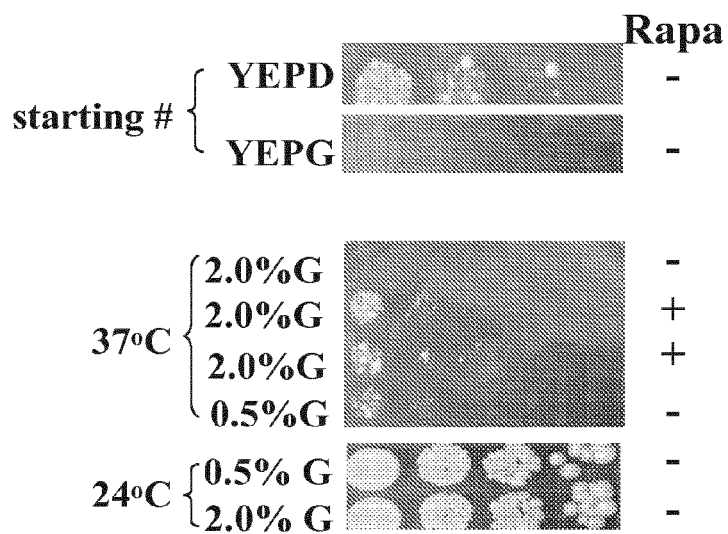 Rapa
starting #
YEPD -
YEPG -
37°C
2.0%G -
2.0%G +
2.0%G +
0.5%G -
24°C
0.5% G -
2.0% G -